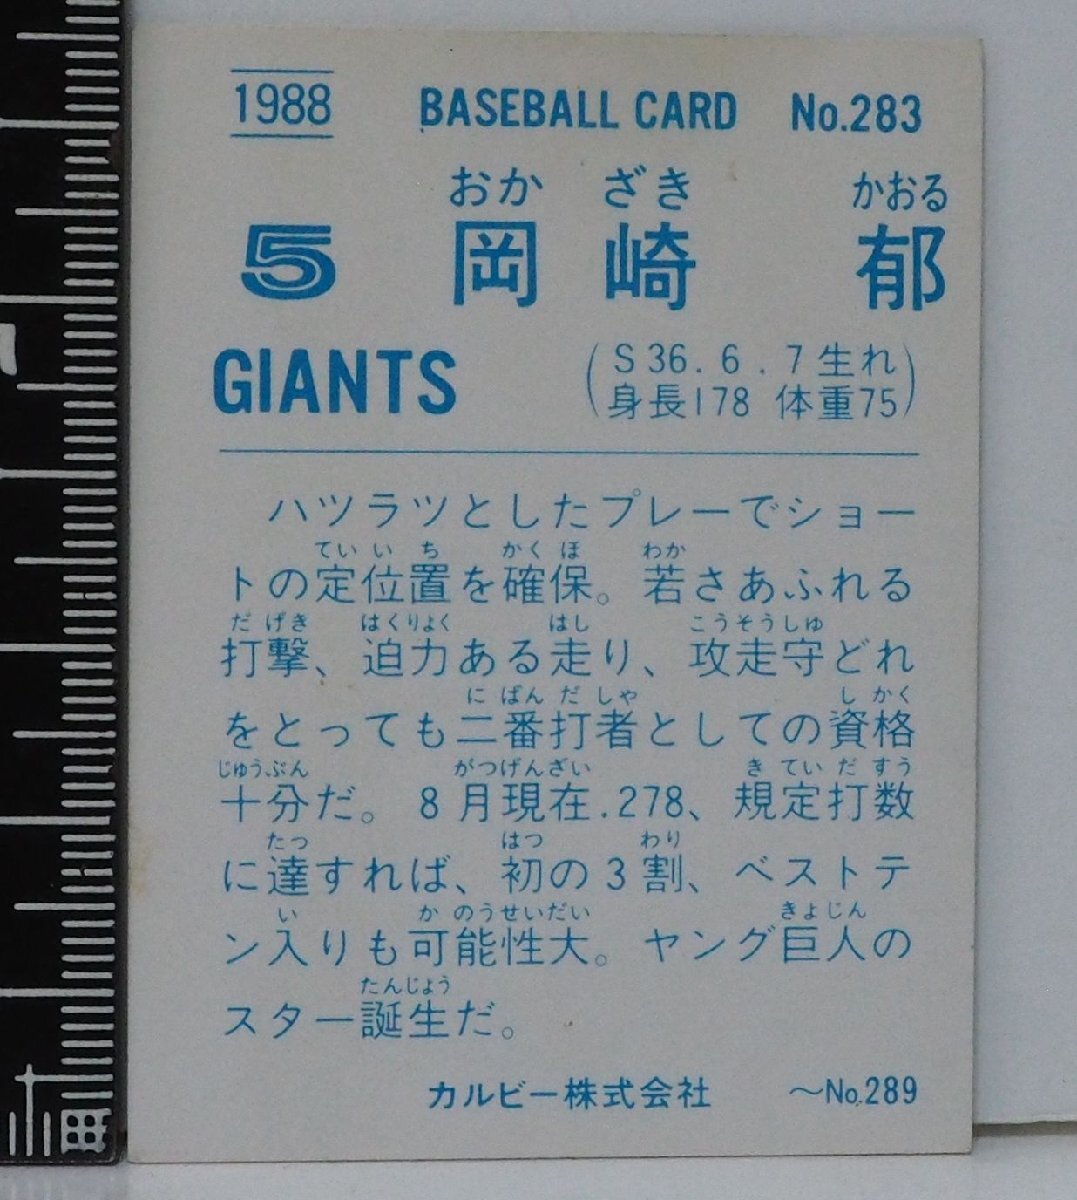 1988 BASEBALL CARD No.283
おか ざき かおる
5 岡崎 郁
GIANTS
(S36.6.7生れ
身長178 体重75)
ハツラツとしたプレーでショー
ていいち かくほ わか
トの定位置を確保。若さあふれる
だげき はくりょく はし こうそうしゅ
打撃、迫力ある走り、攻走守どれ
にばんだしゃ しかく
をとっても二番打者としての資格
じゅうぶん がつげんざい きていだすう
十分だ。8月現在.278、規定打数
たっ はつ わり
に達すれば、初の3割、ベストテ
い かのうせいだい きょじん
ン入りも可能性大。ヤング巨人の
たんじょう
スター誕生だ。
カルビー株式会社 〜No.289